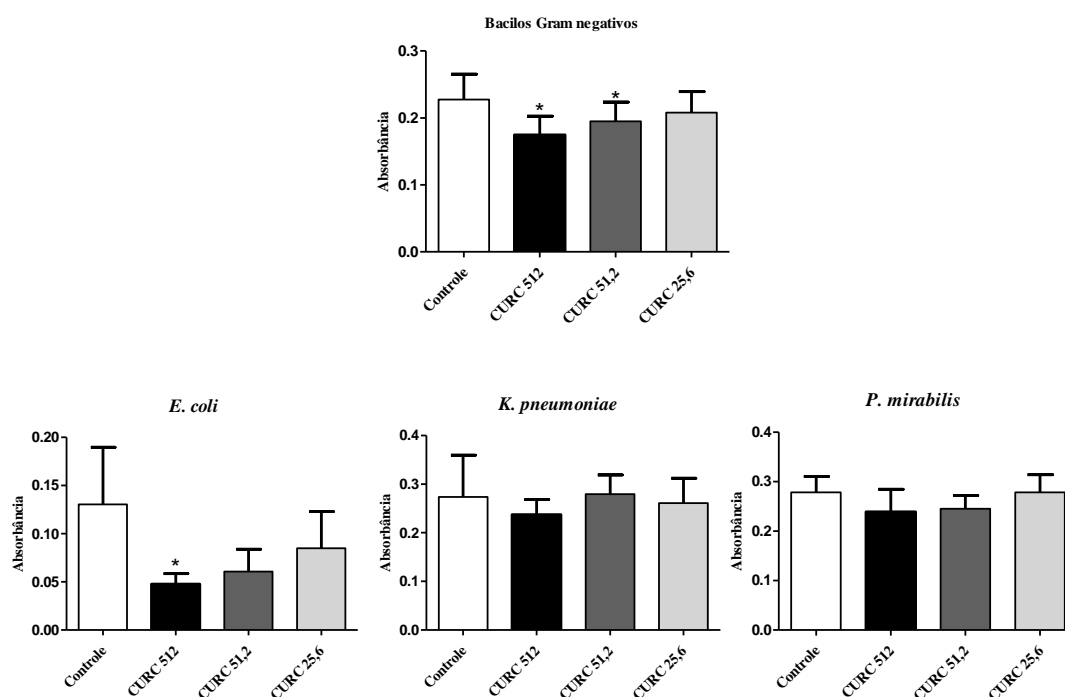 Bacilos Gram negativos
Absorbância
0.3
0.2
0.1
0.0
*
*
Controle
CURC 512
CURC 51,2
CURC 25,6
E. coli
Absorbância
0.20
0.15
0.10
0.05
0.00
*
Controle
CURC 512
CURC 51,2
CURC 25,6
K. pneumoniae
Absorbância
0.4
0.3
0.2
0.1
0.0
Controle
CURC 512
CURC 51,2
CURC 25,6
P. mirabilis
Absorbância
0.4
0.3
0.2
0.1
0.0
Controle
CURC 512
CURC 51,2
CURC 25,6